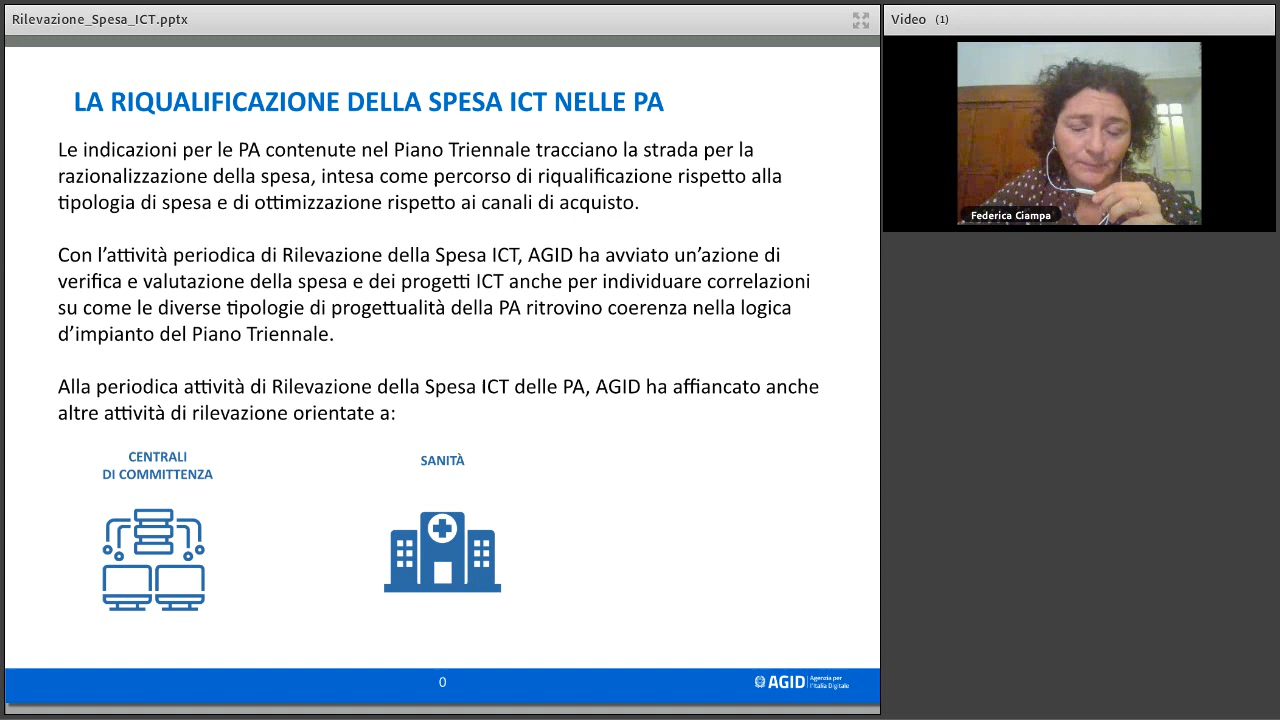 Rilevazione_Spesa_ICT.pptx
Video (1)
LA RIQUALIFICAZIONE DELLA SPESA ICT NELLE PA
Le indicazioni per le PA contenute nel Piano Triennale tracciano la strada per la
razionalizzazione della spesa, intesa come percorso di riqualificazione rispetto alla
tipologia di spesa e di ottimizzazione rispetto ai canali di acquisto.
Con l’attività periodica di Rilevazione della Spesa ICT, AGID ha avviato un’azione di
verifica e valutazione della spesa e dei progetti ICT anche per individuare correlazioni
su come le diverse tipologie di progettualità della PA ritrovino coerenza nella logica
d’impianto del Piano Triennale.
Alla periodica attività di Rilevazione della Spesa ICT delle PA, AGID ha affiancato anche
altre attività di rilevazione orientate a:
CENTRALI
DI COMMITTENZA
SANITÀ
0
AGID
Agenzia per
l’Italia Digitale
Federica Ciampa